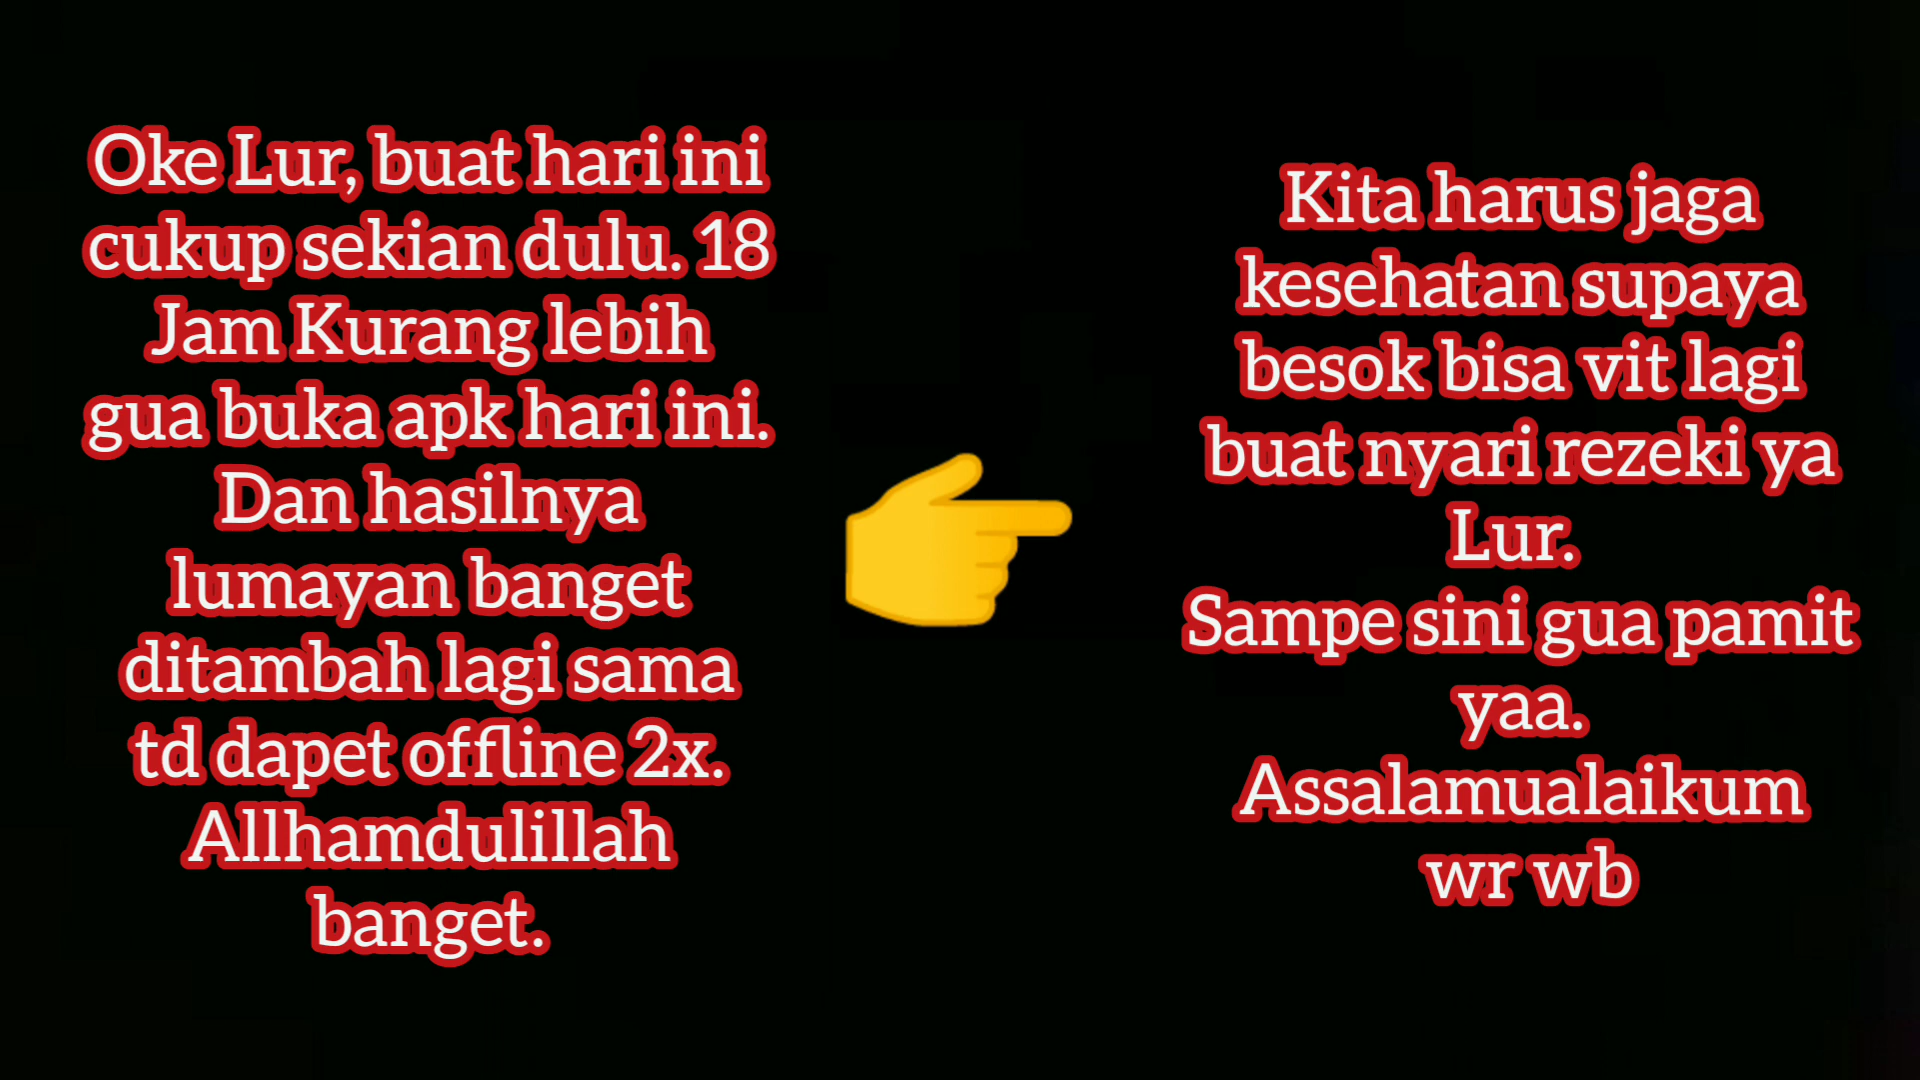 Oke Lur, buat hari ini
cukup sekian dulu. 18
Jam Kurang lebih
gua buka apk hari ini.
Dan hasilnya
lumayan banget
ditambah lagi sama
td dapet offline 2x.
Allhamdulillah
banget.
Kita harus jaga
kesehatan supaya
besok bisa vit lagi
buat nyari rezeki ya
Lur.
Sampe sini gua pamit
yaa.
Assalamualaikum
wr wb